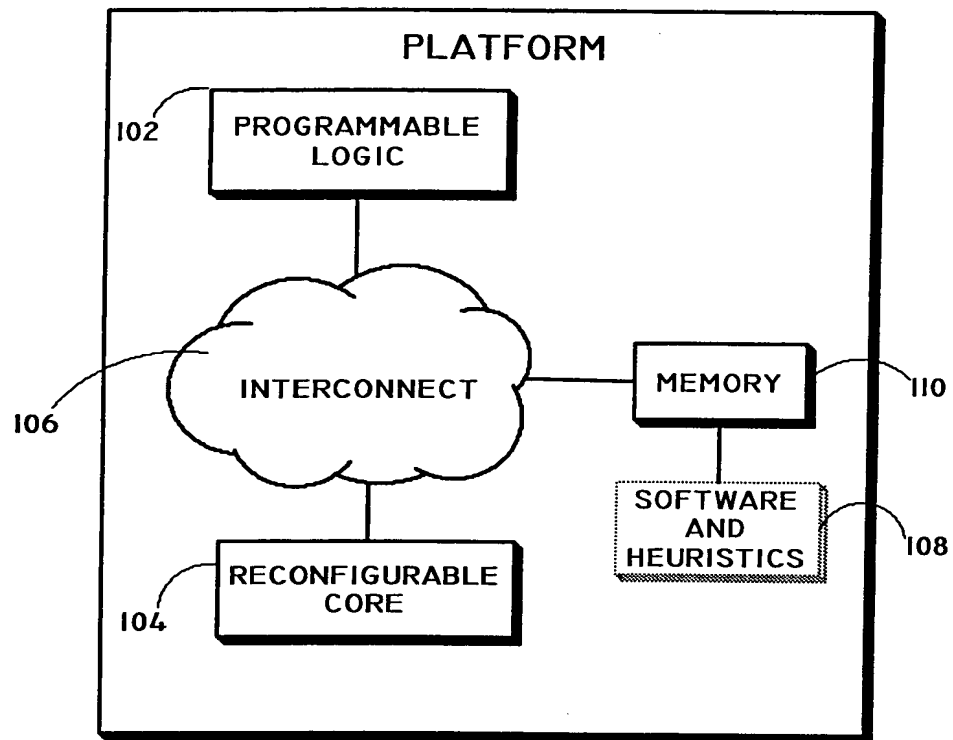 PLATFORM
102
PROGRAMMABLE
LOGIC
106
INTERCONNECT
MEMORY
110
SOFTWARE
AND
HEURISTICS
108
104
RECONFIGURABLE
CORE